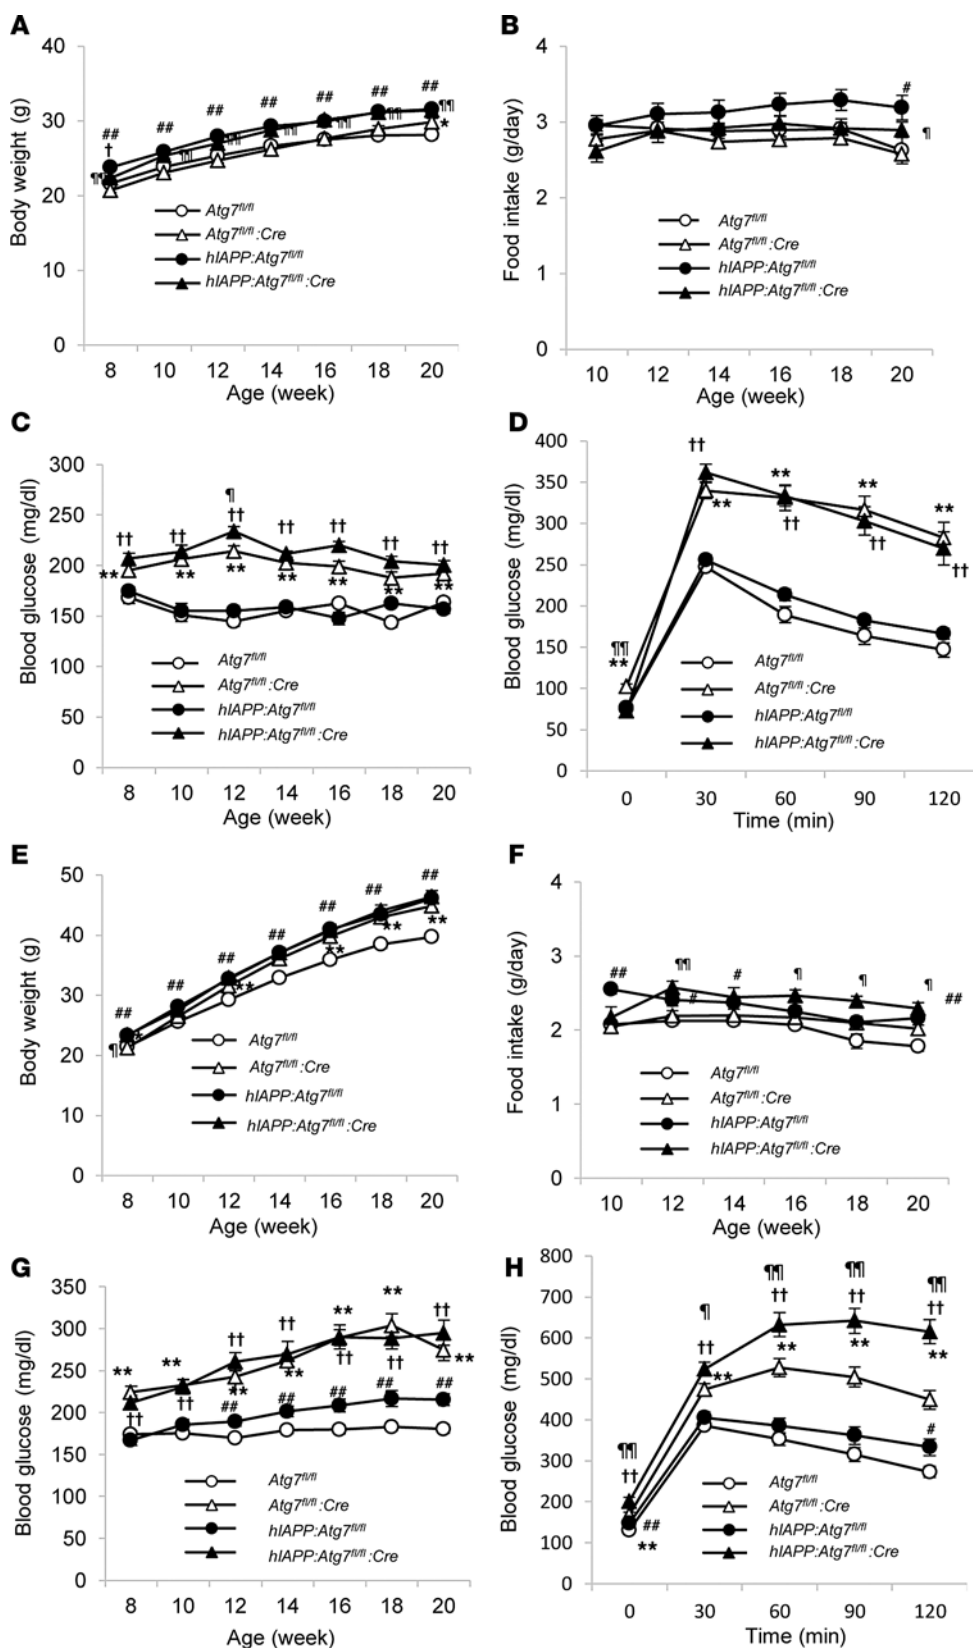 A
Body weight (g)
40
30
20
10
0
## ## ## ## ## ## ##
†
¶¶ ¶¶ ¶¶ ¶¶ ¶¶ ¶¶ ¶¶
*
Atg7fl/fl
Atg7fl/fl:Cre
hIAPP:Atg7fl/fl
hIAPP:Atg7fl/fl:Cre
8 10 12 14 16 18 20
Age (week)
B
Food intake (g/day)
4
3
2
1
0
#
¶
Atg7fl/fl
Atg7fl/fl:Cre
hIAPP:Atg7fl/fl
hIAPP:Atg7fl/fl:Cre
10 12 14 16 18 20
Age (week)
C
Blood glucose (mg/dl)
300
250
200
150
100
50
0
¶
†† †† †† †† †† †† ††
** ** ** ** ** ** **
Atg7fl/fl
Atg7fl/fl:Cre
hIAPP:Atg7fl/fl
hIAPP:Atg7fl/fl:Cre
8 10 12 14 16 18 20
Age (week)
D
Blood glucose (mg/dl)
400
350
300
250
200
150
100
50
0
¶¶
**
††
**
**
††
**
††
**
††
Atg7fl/fl
Atg7fl/fl:Cre
hIAPP:Atg7fl/fl
hIAPP:Atg7fl/fl:Cre
0 30 60 90 120
Time (min)
E
Body weight (g)
50
40
30
20
10
0
## ## ## ## ## ## ##
¶ * ** ** ** **
Atg7fl/fl
Atg7fl/fl:Cre
hIAPP:Atg7fl/fl
hIAPP:Atg7fl/fl:Cre
8 10 12 14 16 18 20
Age (week)
F
Food intake (g/day)
4
3
2
1
0
## ¶¶ # ¶ ¶ ¶
# ##
Atg7fl/fl
Atg7fl/fl:Cre
hIAPP:Atg7fl/fl
hIAPP:Atg7fl/fl:Cre
10 12 14 16 18 20
Age (week)
G
Blood glucose (mg/dl)
350
300
250
200
150
100
50
0
** ** †† †† ** ** ††
†† †† ** ** †† †† **
## ## ## ## ##
Atg7fl/fl
Atg7fl/fl:Cre
hIAPP:Atg7fl/fl
hIAPP:Atg7fl/fl:Cre
8 10 12 14 16 18 20
Age (week)
H
Blood glucose (mg/dl)
800
700
600
500
400
300
200
100
0
¶¶
††
##
**
¶
††
**
¶¶
††
**
¶¶
††
**
¶¶
††
**
#
Atg7fl/fl
Atg7fl/fl:Cre
hIAPP:Atg7fl/fl
hIAPP:Atg7fl/fl:Cre
0 30 60 90 120
Time (min)